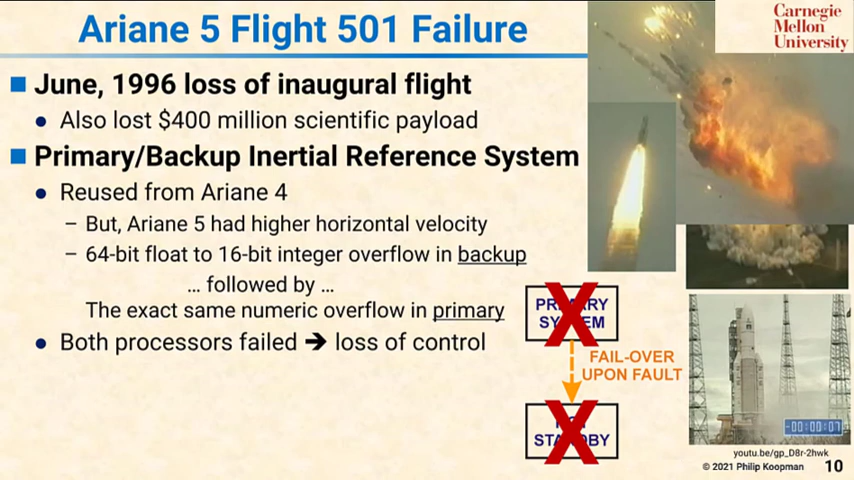 Ariane 5 Flight 501 Failure
Carnegie
Mellon
University
June, 1996 loss of inaugural flight
Also lost $400 million scientific payload
Primary/Backup Inertial Reference System
Reused from Ariane 4
– But, Ariane 5 had higher horizontal velocity
– 64-bit float to 16-bit integer overflow in backup
... followed by ...
The exact same numeric overflow in primary
Both processors failed ➔ loss of control
PRIMARY
SYSTEM
FAIL-OVER
UPON FAULT
STANDBY
-00:00:07
youtu.be/gp_D8r-2hwk
© 2021 Philip Koopman 10